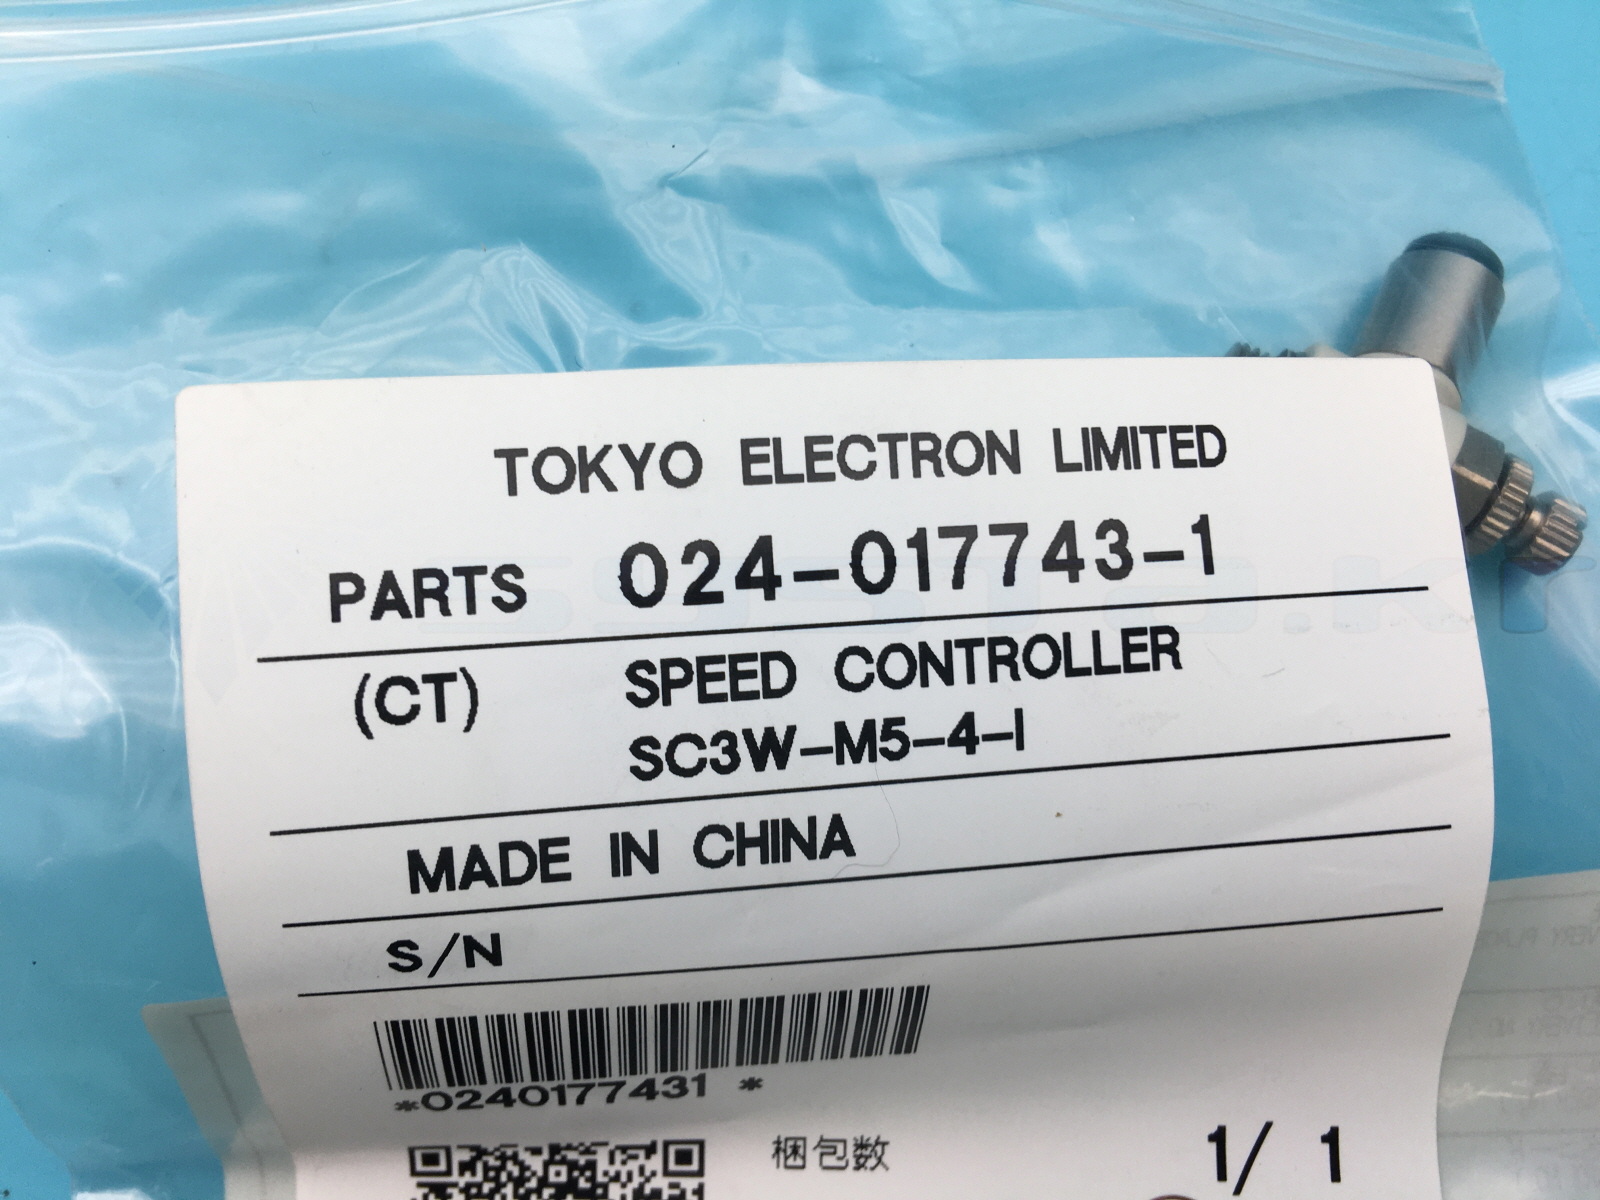 TOKYO ELECTRON LIMITED
PARTS 024-017743-1
(CT) SPEED CONTROLLER
SC3W-M5-4-I
MADE IN CHINA
S/N
*0240177431 *
梱包数 1/ 1